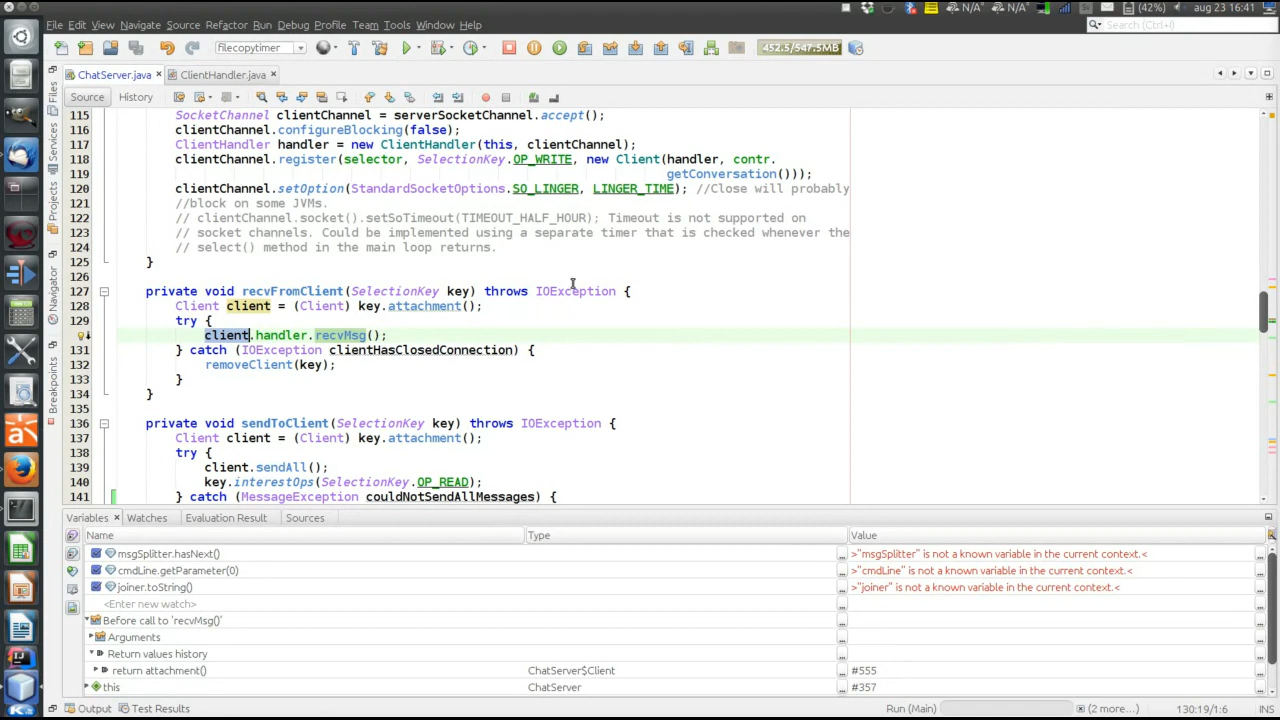 File Edit View Navigate Source Refactor Run Debug Profile Team Tools Window Help
N/A" N/A" (42%) aug 23 16:41
Search (Ctrl+I)
filecopytimer
452.5/547.5MB
ChatServer.java ClientHandler.java
Source History
115 SocketChannel clientChannel = serverSocketChannel.accept();
116 clientChannel.configureBlocking(false);
117 ClientHandler handler = new ClientHandler(this, clientChannel);
118 clientChannel.register(selector, SelectionKey.OP_WRITE, new Client(handler, contr.
119 getConversation()));
120 clientChannel.setOption(StandardSocketOptions.SO_LINGER, LINGER_TIME); //Close will probably
121 //block on some JVMs.
122 // clientChannel.socket().setSoTimeout(TIMEOUT_HALF_HOUR); Timeout is not supported on
123 // socket channels. Could be implemented using a separate timer that is checked whenever the
124 // select() method in the main loop returns.
125 }
126
127 private void recvFromClient(SelectionKey key) throws IOException {
128 Client client = (Client) key.attachment();
129 try {
client.handler.recvMsg();
131 } catch (IOException clientHasClosedConnection) {
132 removeClient(key);
133 }
134 }
135
136 private void sendToClient(SelectionKey key) throws IOException {
137 Client client = (Client) key.attachment();
138 try {
139 client.sendAll();
140 key.interestOps(SelectionKey.OP_READ);
141 } catch (MessageException couldNotSendAllMessages) {
Files
Services
Projects
Navigator
Breakpoints
Variables Watches Evaluation Result Sources
Name Type Value
msgSplitter.hasNext() ... >"msgSplitter" is not a known variable in the current context.< ...
cmdLine.getParameter(0) ... >"cmdLine" is not a known variable in the current context.< ...
joiner.toString() ... >"joiner" is not a known variable in the current context.< ...
<Enter new watch> ... ...
Before call to 'recvMsg()' ... ...
Arguments ... ...
Return values history ... ...
return attachment() ChatServer$Client ... #555 ...
this ChatServer ... #357 ...
Output Test Results Run (Main) (2 more...) 130:19/1:6 INS